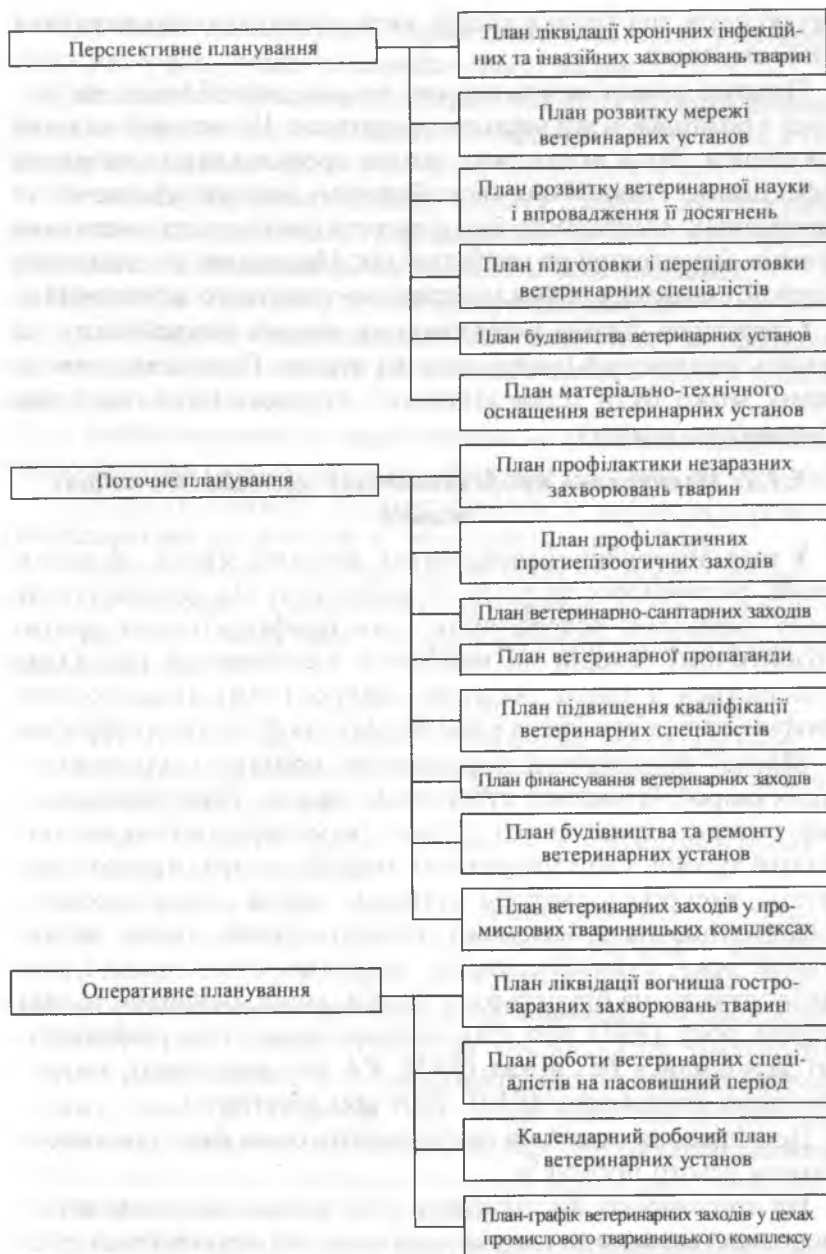 Перспективне планування
План ліквідації хронічних інфекцій-
них та інвазійних захворювань тварин
План розвитку мережі
ветеринарних установ
План розвитку ветеринарної науки
і впровадження її досягнень
План підготовки і перепідготовки
ветеринарних спеціалістів
План будівництва ветеринарних установ
План матеріально-технічного
оснащення ветеринарних установ
Поточне планування
План профілактики незаразних
захворювань тварин
План профілактичних
протиепізоотичних заходів
План ветеринарно-санітарних заходів
План ветеринарної пропаганди
План підвищення кваліфікації
ветеринарних спеціалістів
План фінансування ветеринарних заходів
План будівництва та ремонту
ветеринарних установ
План ветеринарних заходів у про-
мислових тваринницьких комплексах
Оперативне планування
План ліквідації вогнища гостро-
заразних захворювань тварин
План роботи ветеринарних спеці-
алістів на пасовищний період
Календарний робочий план
ветеринарних установ
План-графік ветеринарних заходів у цехах
промислового тваринницького комплексу